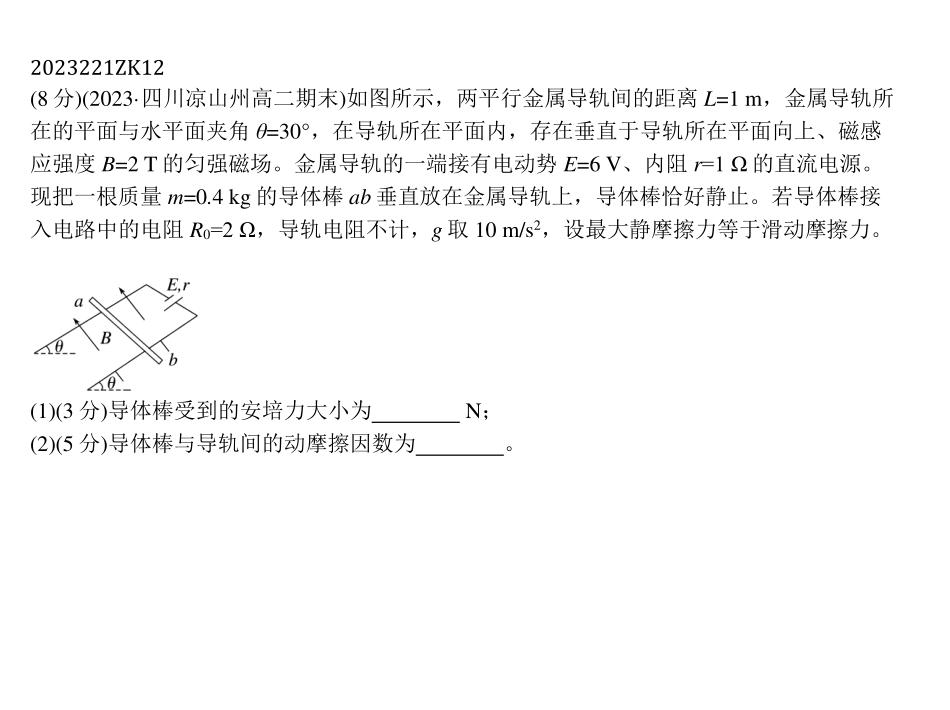 2023221ZK12
(8 分)(2023·四川凉山州高二期末)如图所示，两平行金属导轨间的距离 L=1 m，金属导轨所
在的平面与水平面夹角 θ=30°，在导轨所在平面内，存在垂直于导轨所在平面向上、磁感
应强度 B=2 T 的匀强磁场。金属导轨的一端接有电动势 E=6 V、内阻 r=1 Ω 的直流电源。
现把一根质量 m=0.4 kg 的导体棒 ab 垂直放在金属导轨上，导体棒恰好静止。若导体棒接
入电路中的电阻 R₀=2 Ω，导轨电阻不计，g 取 10 m/s²，设最大静摩擦力等于滑动摩擦力。
E,r
a
B
θ
b
θ
(1)(3 分)导体棒受到的安培力大小为________ N；
(2)(5 分)导体棒与导轨间的动摩擦因数为________。